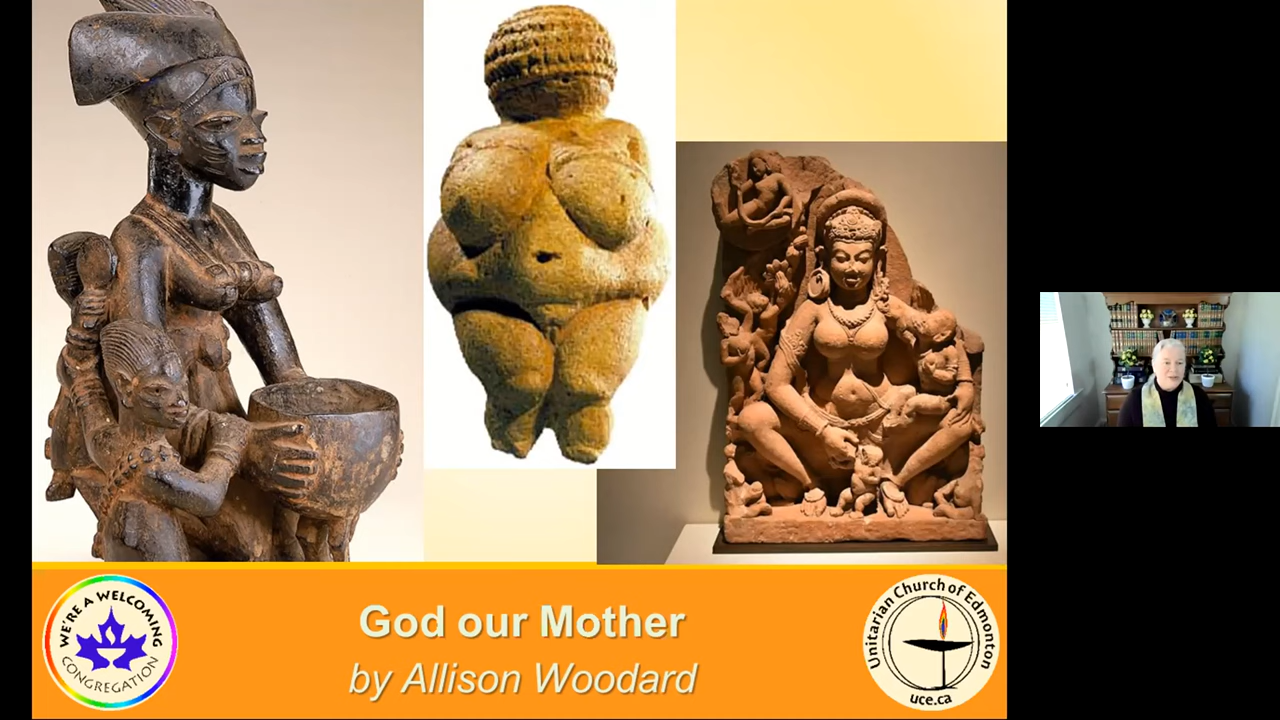 God our Mother
by Allison Woodard
WE'RE A WELCOMING
CONGREGATION
Unitarian Church of Edmonton
uce.ca